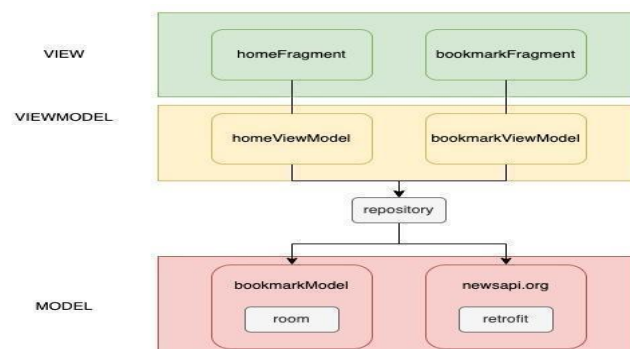 VIEW
homeFragment
bookmarkFragment
VIEWMODEL
homeViewModel
bookmarkViewModel
repository
MODEL
bookmarkModel
newsapi.org
room
retrofit